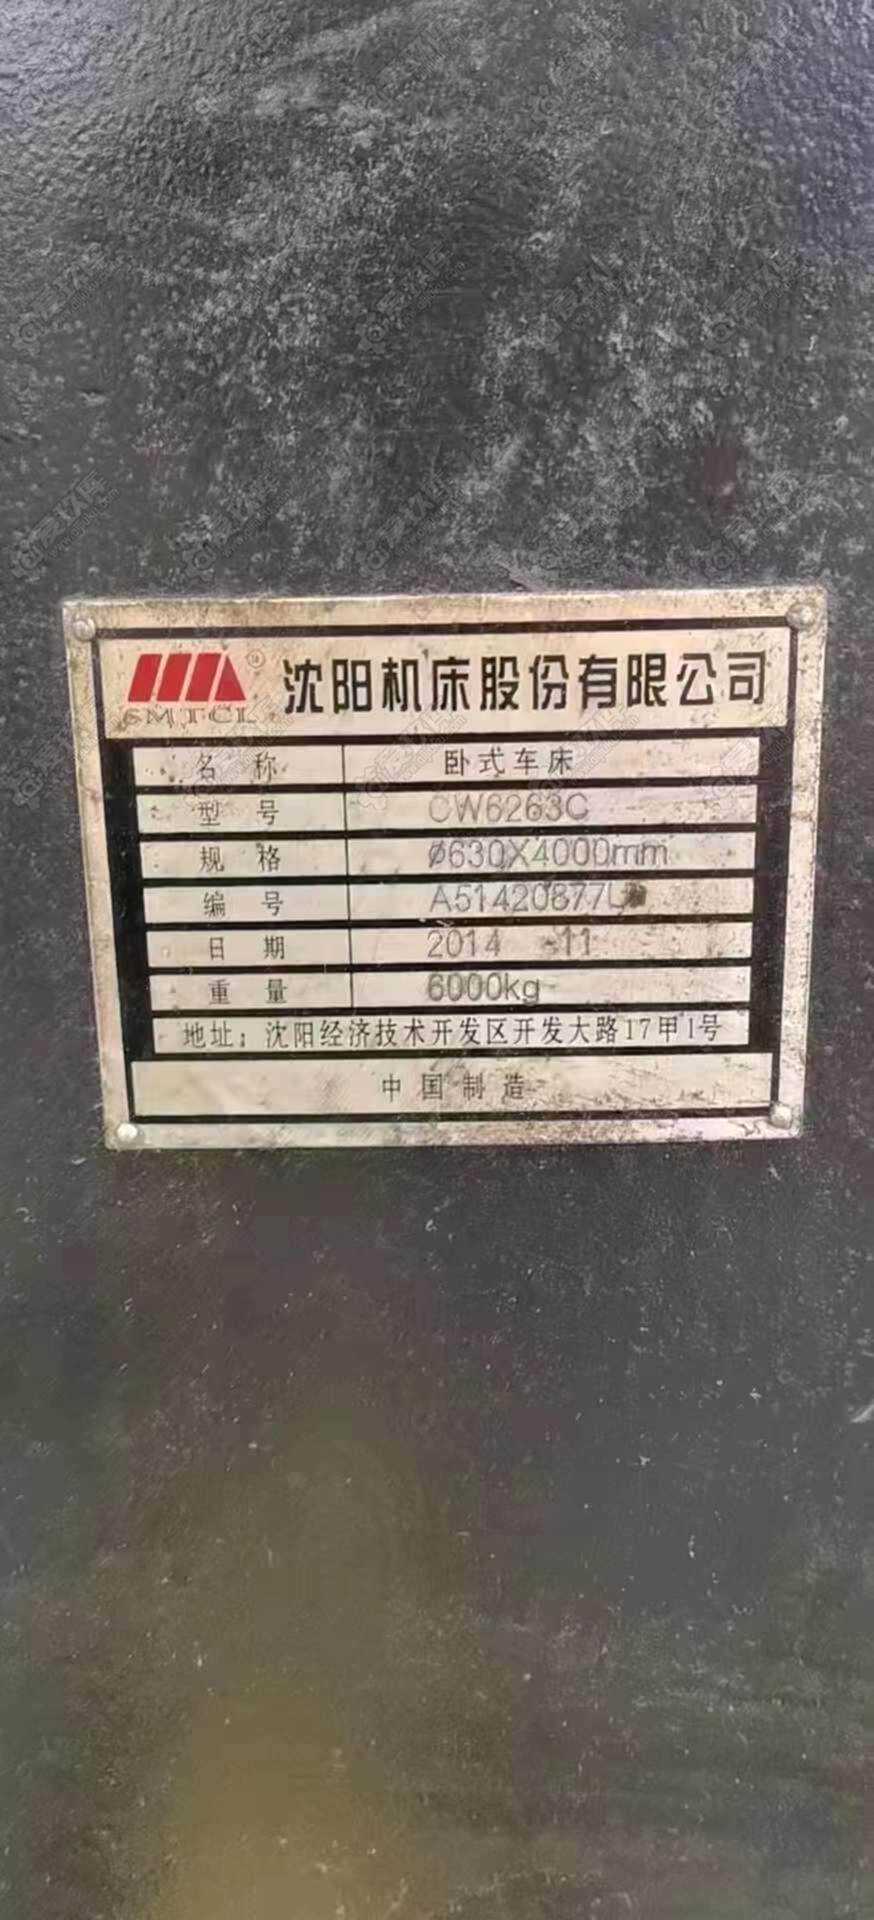 SMTCL ® 沈阳机床股份有限公司
名 称 卧式车床
型 号 CW6263C
规 格 Ø630X4000mm
编 号 A51420877
日 期 2014 11
重 量 6000kg
地址：沈阳经济技术开发区开发大路17甲1号
中 国 制 造